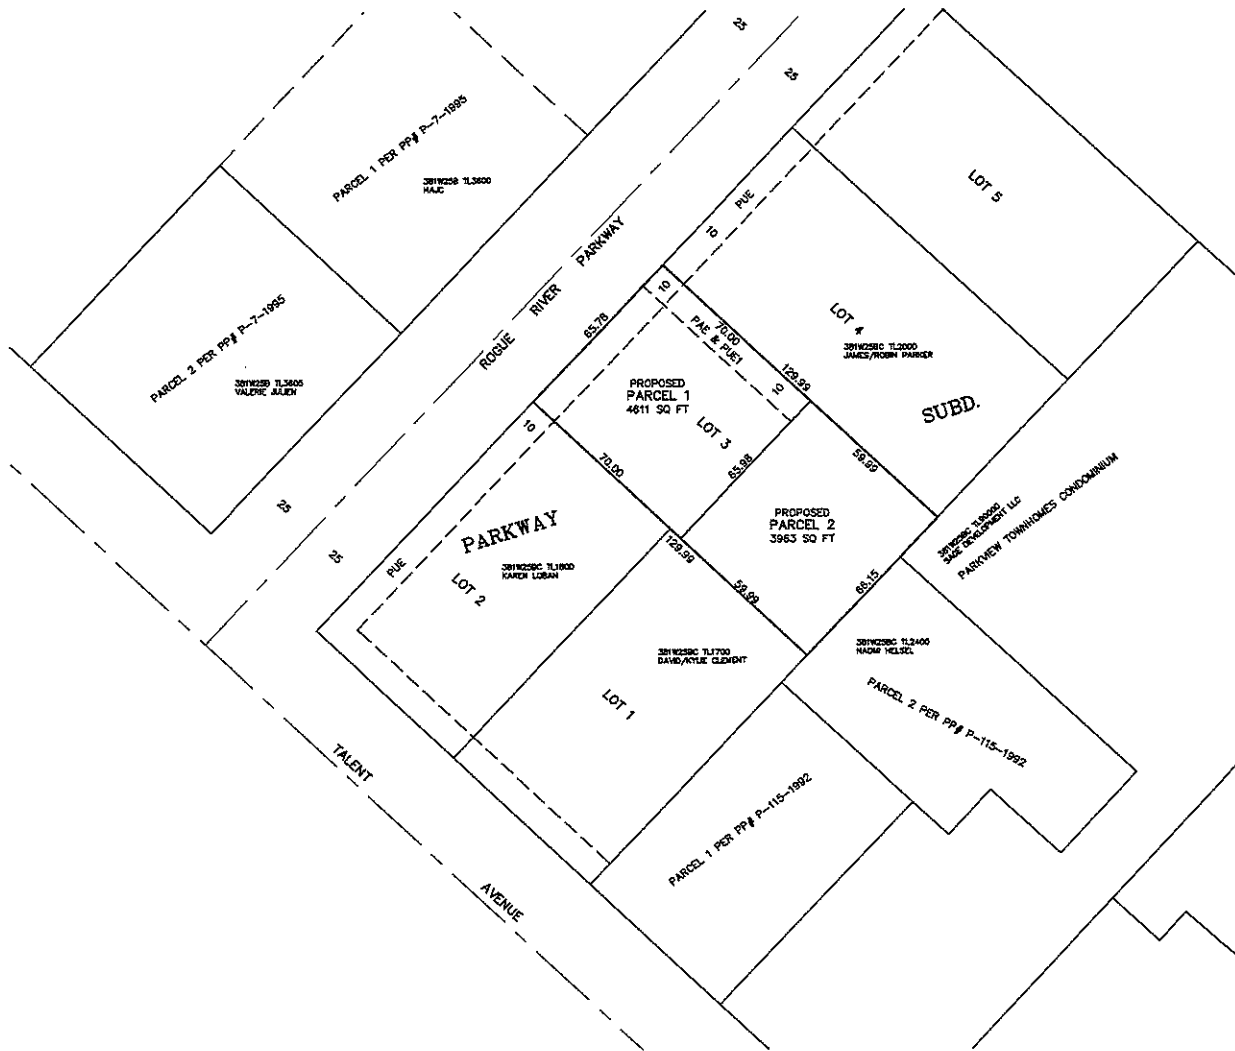 25
25
PARCEL 1 PER PP# P-7-1995
381W25B TL3600
HAJC
LOT 5
PUE
10
ROGUE RIVER PARKWAY
PARCEL 2 PER PP# P-7-1995
381W25B TL3605
VALERIE JULIEN
10
65.78
PAE & PUE1
70.00
LOT 4
381W25BC TL2000
JAMES/ROBIN PARKER
129.99
10
PROPOSED
PARCEL 1
4611 SQ FT
LOT 3
SUBD.
10
70.00
65.98
59.99
25
25
PARKWAY
PUE
381W25BC TL1800
KAREN LOBAN
LOT 2
129.99
59.99
PROPOSED
PARCEL 2
3963 SQ FT
66.15
381W25BC TL90000
SAGE DEVELOPMENT LLC
PARKVIEW TOWNHOMES CONDOMINIUM
381W25BC TL1700
DAVID/KYLIE CLEMENT
LOT 1
381W25BC TL2400
NAOMI HELSEL
PARCEL 2 PER PP# P-115-1992
TALENT AVENUE
PARCEL 1 PER PP# P-115-1992